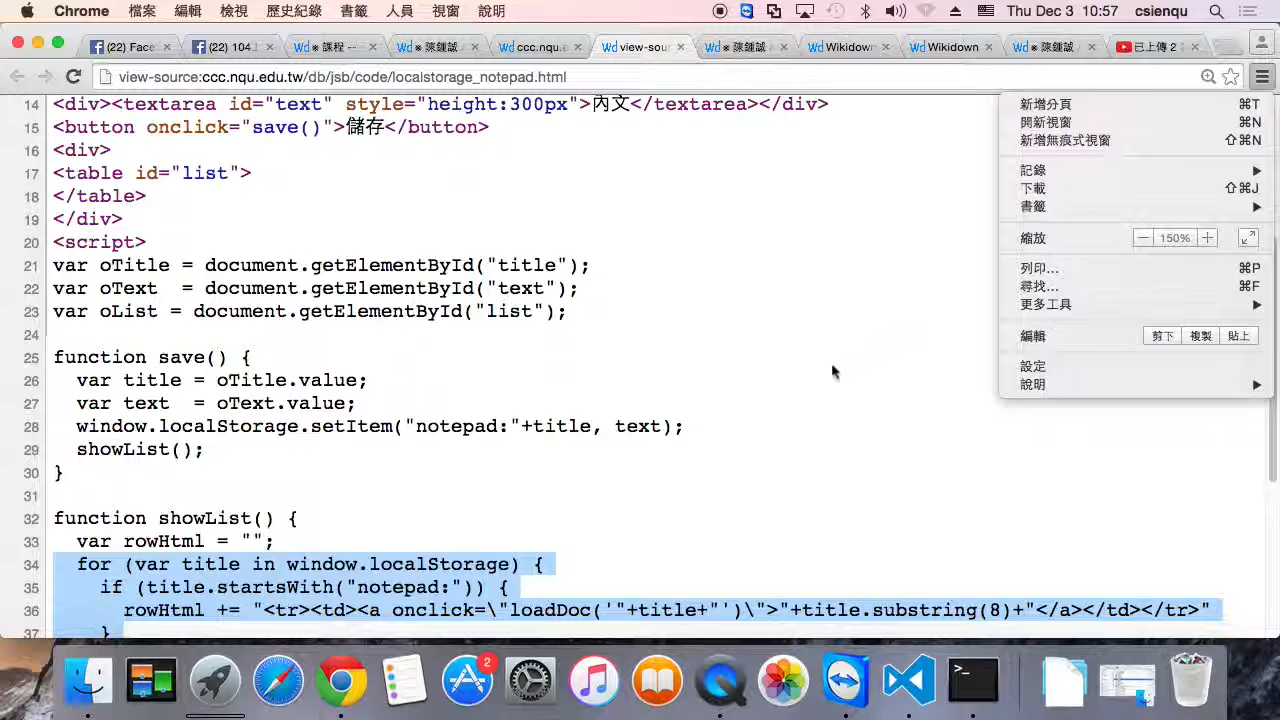 Chrome 檔案 編輯 檢視 歷史紀錄 書籤 人員 視窗 說明 Thu Dec 3 10:57 csienqu
(22) Face × (22) 104. × Wd ※ 課程 -- × Wd ※ 陳鍾誠 × Wd ccc.nqu.e × Wd view-sou × Wd ※ 陳鍾誠 × Wd Wikidown × Wd Wikidown × Wd ※ 陳鍾誠 × 已上傳 2 ×
view-source:ccc.nqu.edu.tw/db/jsb/code/localstorage_notepad.html
14 <div><textarea id="text" style="height:300px">內文</textarea></div>
15 <button onclick="save()">儲存</button>
16 <div>
17 <table id="list">
18 </table>
19 </div>
20 <script>
21 var oTitle = document.getElementById("title");
22 var oText  = document.getElementById("text");
23 var oList = document.getElementById("list");
24
25 function save() {
26   var title = oTitle.value;
27   var text  = oText.value;
28   window.localStorage.setItem("notepad:"+title, text);
29   showList();
30 }
31
32 function showList() {
33   var rowHtml = "";
34   for (var title in window.localStorage) {
35     if (title.startsWith("notepad:")) {
36       rowHtml += "<tr><td><a onclick=\"loadDoc('"+title+"')\">"+title.substring(8)+"</a></td></tr>"
37     }
新增分頁 ⌘T
開新視窗 ⌘N
新增無痕式視窗 ⇧⌘N
記錄
下載 ⇧⌘J
書籤
縮放 － 150% ＋
列印... ⌘P
尋找... ⌘F
更多工具
編輯 剪下 複製 貼上
設定
說明
2